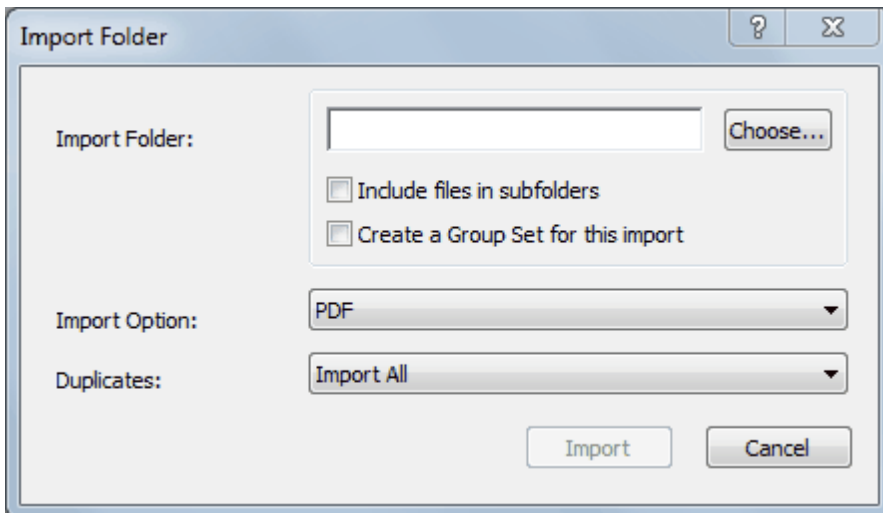 Import Folder
Import Folder:
Choose...
Include files in subfolders
Create a Group Set for this import
Import Option:
PDF
Duplicates:
Import All
Import
Cancel